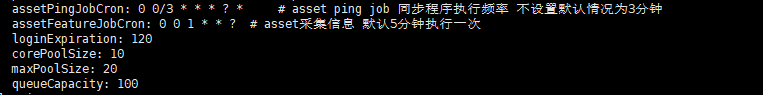 assetPingJobCron: 0 0/3 * * * ? *     # asset ping job 同步程序执行频率 不设置默认情况为3分钟
assetFeatureJobCron: 0 0 1 * * ?  # asset采集信息 默认5分钟执行一次
loginExpiration: 120
corePoolSize: 10
maxPoolSize: 20
queueCapacity: 100